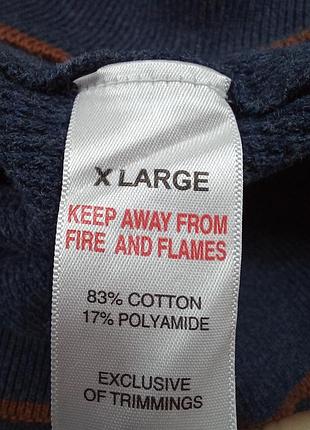 X LARGE
KEEP AWAY FROM
FIRE AND FLAMES
83% COTTON
17% POLYAMIDE
EXCLUSIVE
OF TRIMMINGS